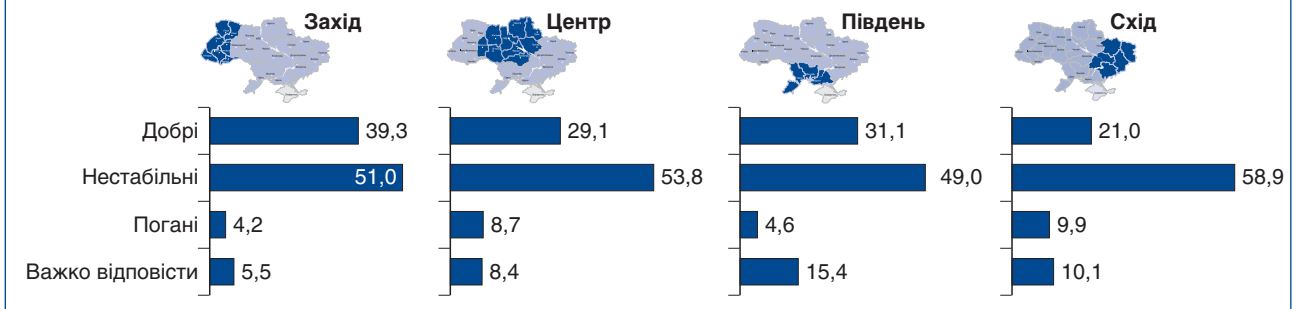 Захід Центр Південь Схід
Добрі 39,3 29,1 31,1 21,0
Нестабільні 51,0 53,8 49,0 58,9
Погані 4,2 8,7 4,6 9,9
Важко відповісти 5,5 8,4 15,4 10,1